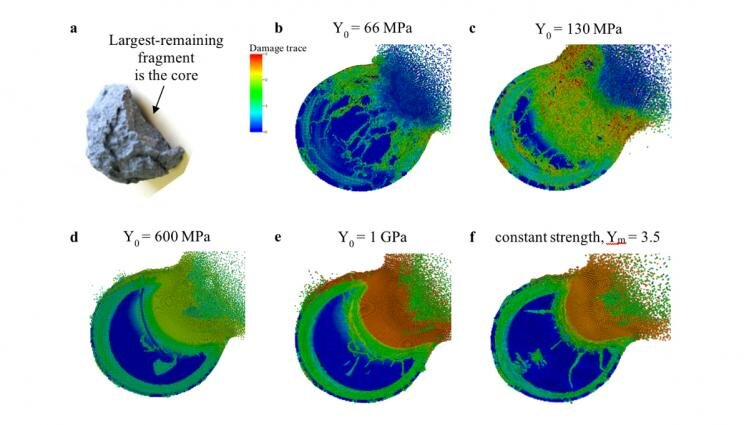 a
Largest-remaining
fragment
is the core
b Y0 = 66 MPa
Damage trace
c Y0 = 130 MPa
d Y0 = 600 MPa
e Y0 = 1 GPa
f constant strength, Ym = 3.5